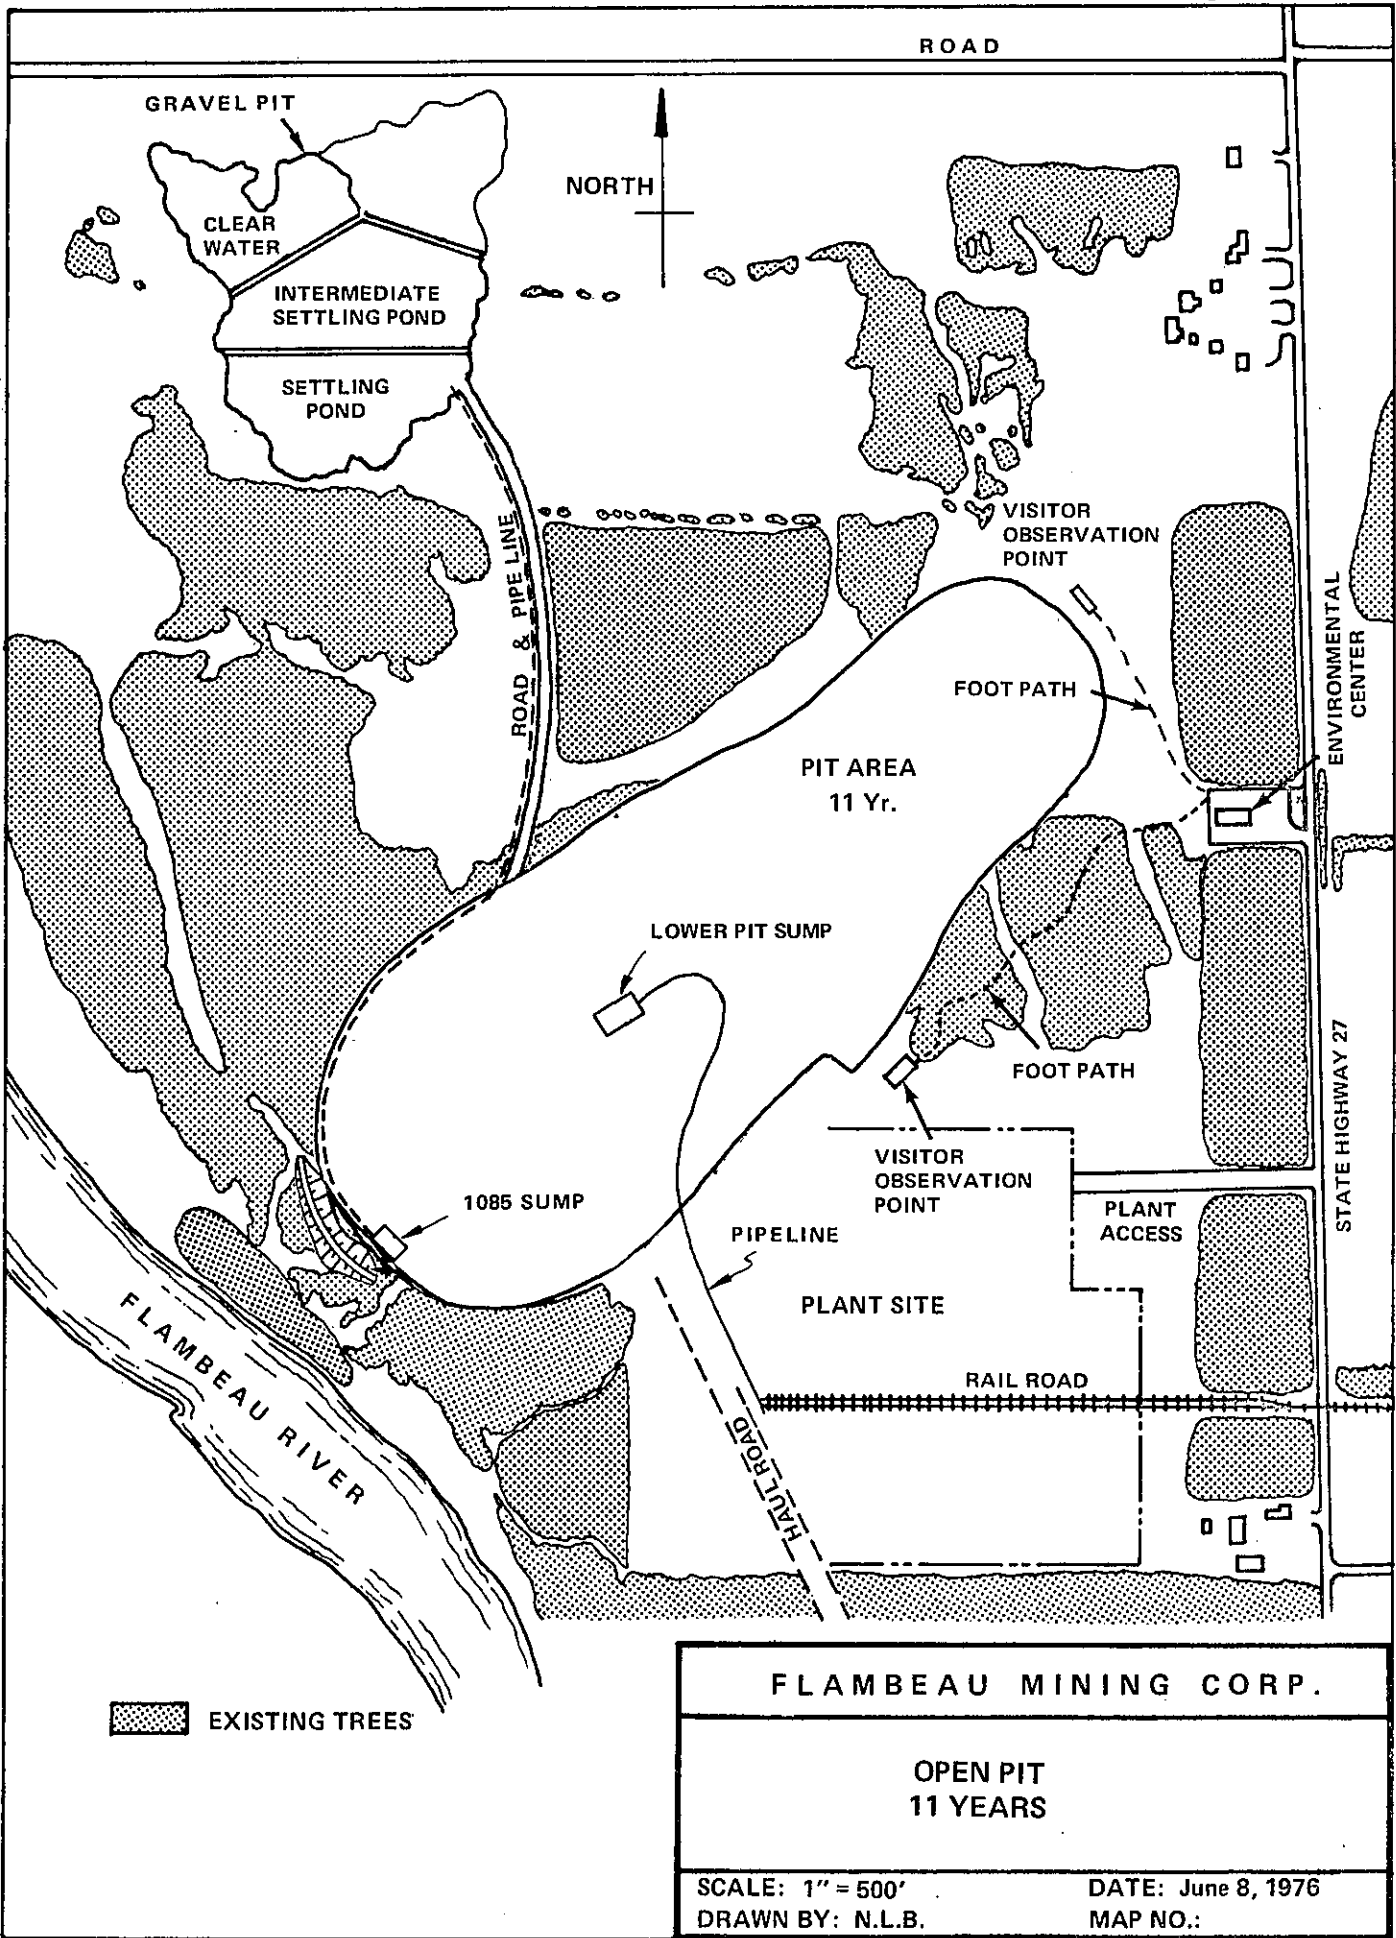 ROAD
GRAVEL PIT
NORTH
CLEAR
WATER
INTERMEDIATE
SETTLING POND
SETTLING
POND
ROAD & PIPE LINE
VISITOR
OBSERVATION
POINT
FOOT PATH
ENVIRONMENTAL
CENTER
PIT AREA
11 Yr.
LOWER PIT SUMP
FOOT PATH
STATE HIGHWAY 27
VISITOR
OBSERVATION
POINT
1085 SUMP
PLANT
ACCESS
PIPELINE
PLANT SITE
FLAMBEAU RIVER
RAIL ROAD
HAUL ROAD
EXISTING TREES
FLAMBEAU MINING CORP.
OPEN PIT
11 YEARS
SCALE: 1" = 500'
DATE: June 8, 1976
DRAWN BY: N.L.B.
MAP NO.: